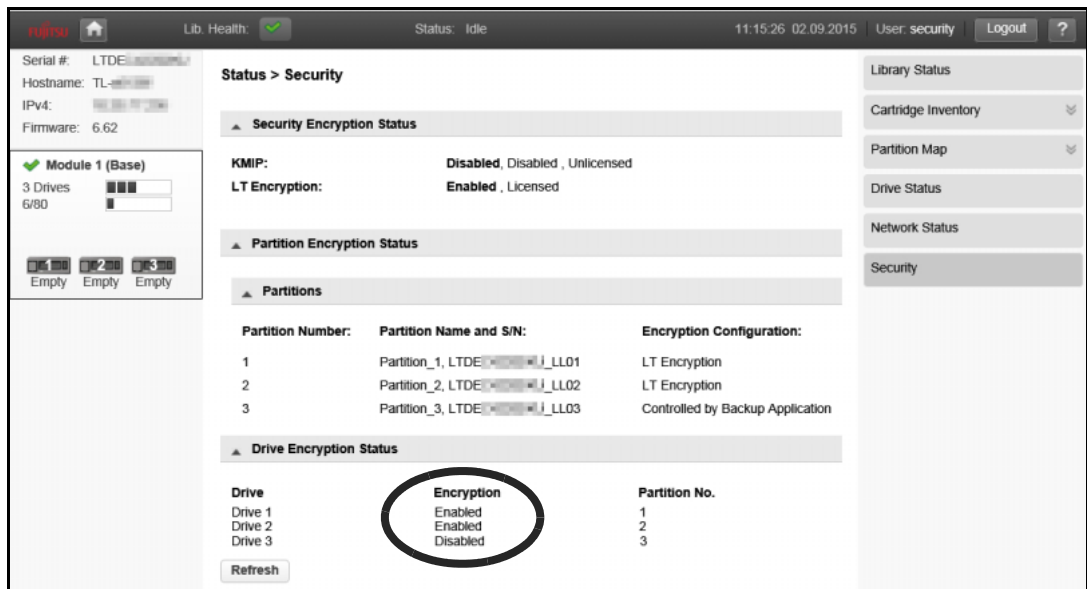 FUJITSU Lib. Health: Status: Idle 11:15:26 02.09.2015 User: security Logout ?
Serial #: LTDE
Hostname: TL-
IPv4:
Firmware: 6.62
Module 1 (Base)
3 Drives
6/80
1 2 3
Empty Empty Empty
Status > Security
Security Encryption Status
KMIP: Disabled, Disabled , Unlicensed
LT Encryption: Enabled , Licensed
Partition Encryption Status
Partitions
Partition Number: Partition Name and S/N: Encryption Configuration:
1 Partition_1, LTDE _LL01 LT Encryption
2 Partition_2, LTDE _LL02 LT Encryption
3 Partition_3, LTDE _LL03 Controlled by Backup Application
Drive Encryption Status
Drive Encryption Partition No.
Drive 1 Enabled 1
Drive 2 Enabled 2
Drive 3 Disabled 3
Refresh
Library Status
Cartridge Inventory
Partition Map
Drive Status
Network Status
Security